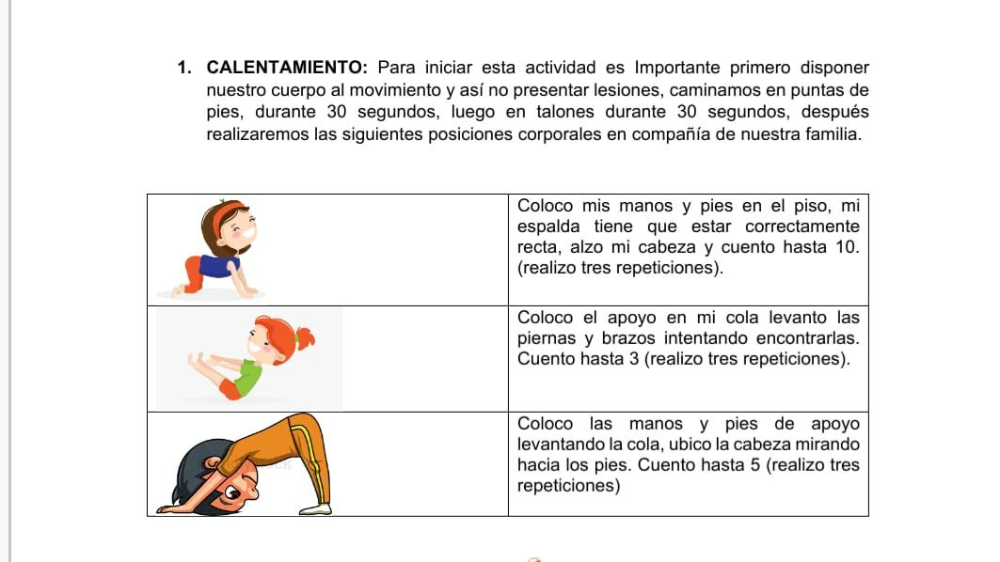 1. CALENTAMIENTO: Para iniciar esta actividad es Importante primero disponer
nuestro cuerpo al movimiento y así no presentar lesiones, caminamos en puntas de
pies, durante 30 segundos, luego en talones durante 30 segundos, después
realizaremos las siguientes posiciones corporales en compañía de nuestra familia.
Coloco mis manos y pies en el piso, mi
espalda tiene que estar correctamente
recta, alzo mi cabeza y cuento hasta 10.
(realizo tres repeticiones).
Coloco el apoyo en mi cola levanto las
piernas y brazos intentando encontrarlas.
Cuento hasta 3 (realizo tres repeticiones).
Coloco las manos y pies de apoyo
levantando la cola, ubico la cabeza mirando
hacia los pies. Cuento hasta 5 (realizo tres
repeticiones)